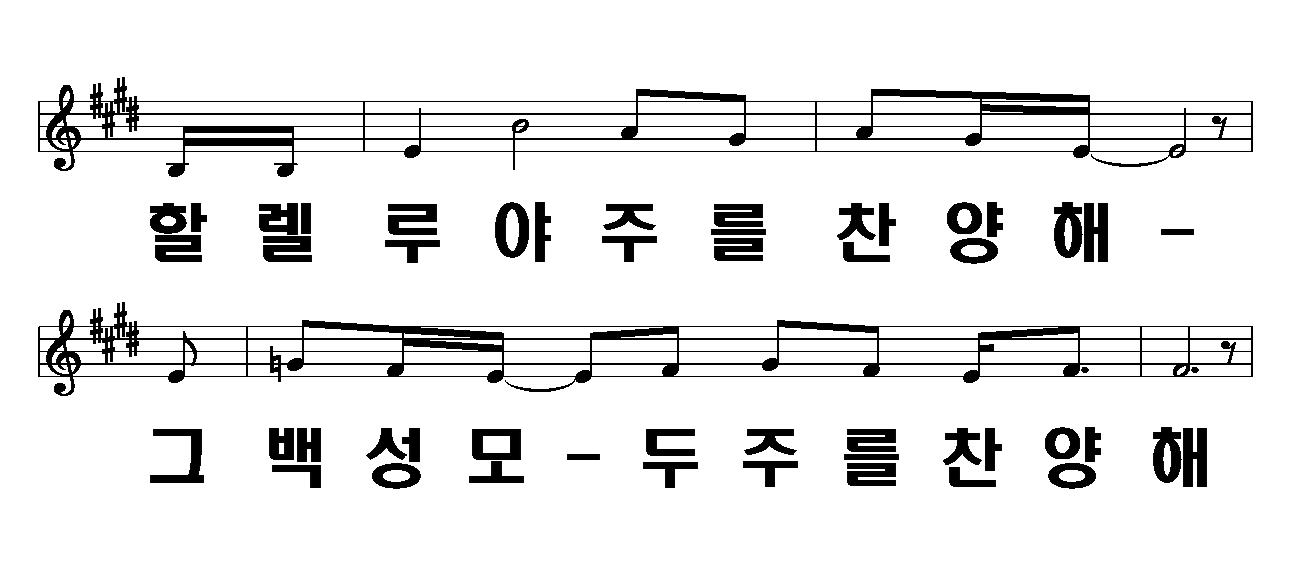 할 렐 루 야 주 를 찬 양 해 -
그 백 성 모 - 두 주 를 찬 양 해